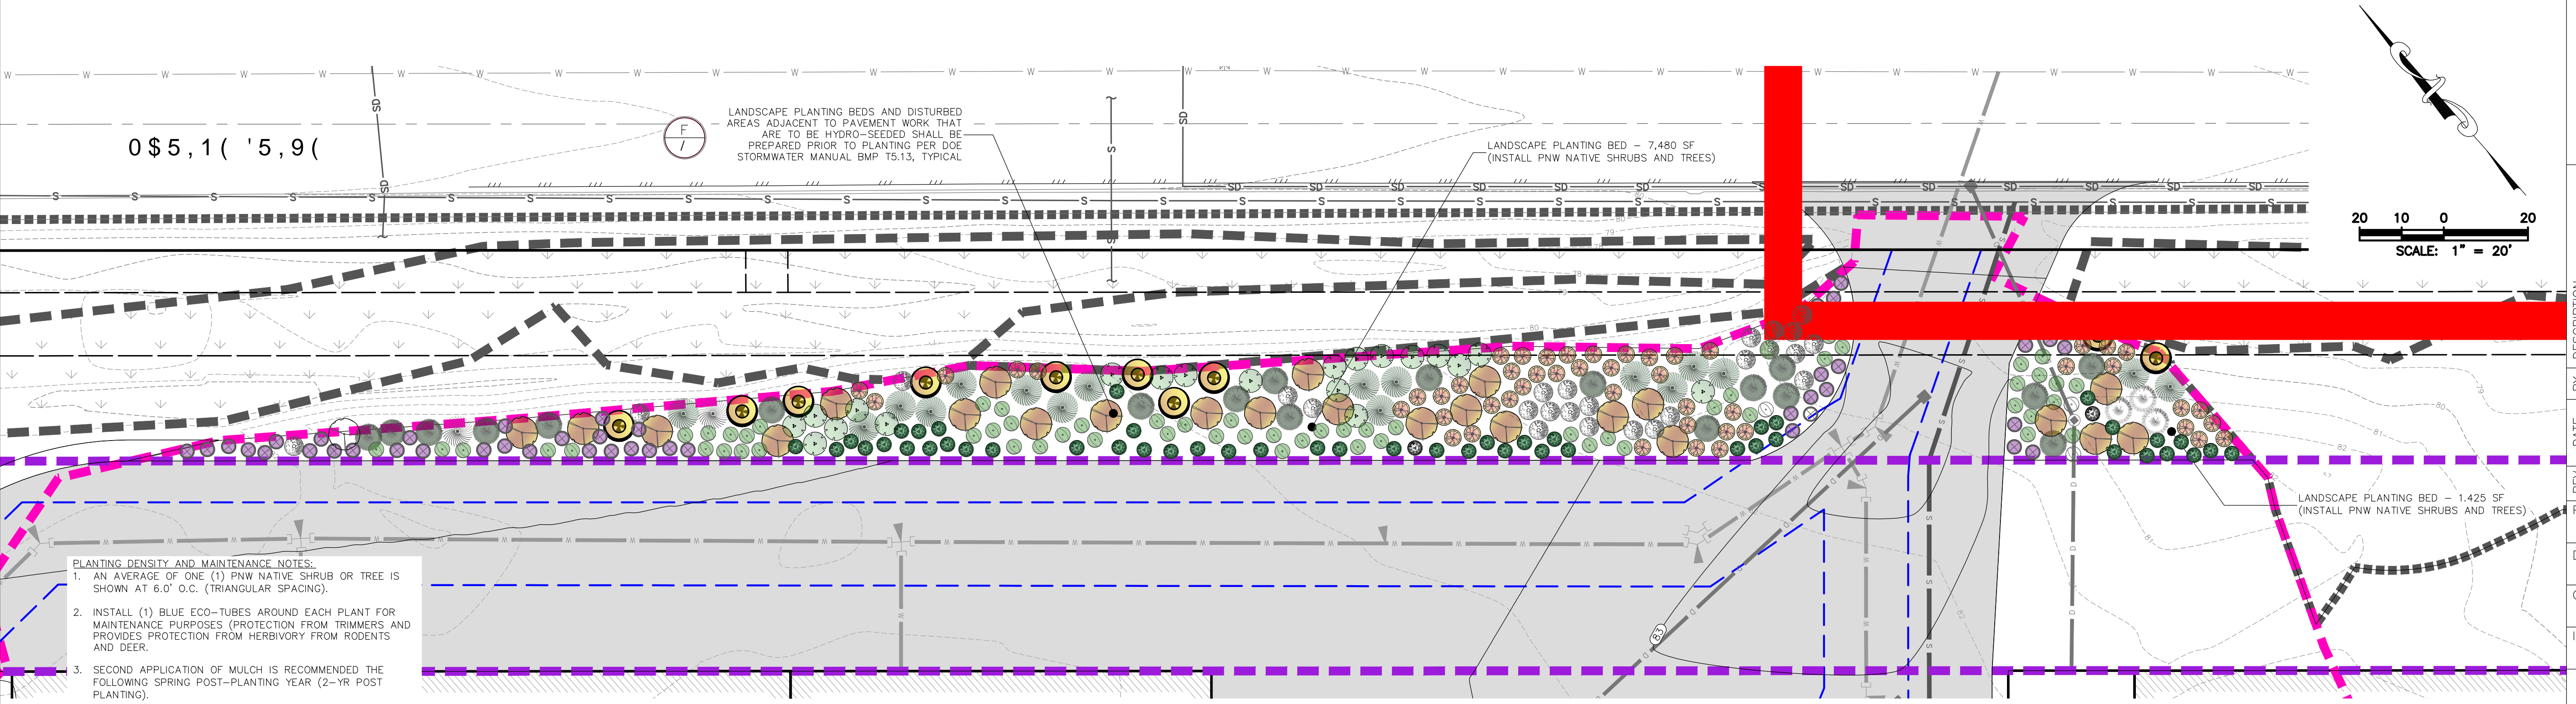 0$5,1( '5,9(
F
/
LANDSCAPE PLANTING BEDS AND DISTURBED
AREAS ADJACENT TO PAVEMENT WORK THAT
ARE TO BE HYDRO-SEEDED SHALL BE
PREPARED PRIOR TO PLANTING PER DOE
STORMWATER MANUAL BMP T5.13, TYPICAL
LANDSCAPE PLANTING BED - 7,480 SF
(INSTALL PNW NATIVE SHRUBS AND TREES)
20 10 0 20
SCALE: 1" = 20'
LANDSCAPE PLANTING BED - 1.425 SF
(INSTALL PNW NATIVE SHRUBS AND TREES)
83
PLANTING DENSITY AND MAINTENANCE NOTES:
1. AN AVERAGE OF ONE (1) PNW NATIVE SHRUB OR TREE IS
SHOWN AT 6.0' O.C. (TRIANGULAR SPACING).
2. INSTALL (1) BLUE ECO-TUBES AROUND EACH PLANT FOR
MAINTENANCE PURPOSES (PROTECTION FROM TRIMMERS AND
PROVIDES PROTECTION FROM HERBIVORY FROM RODENTS
AND DEER.
3. SECOND APPLICATION OF MULCH IS RECOMMENDED THE
FOLLOWING SPRING POST-PLANTING YEAR (2-YR POST
PLANTING).